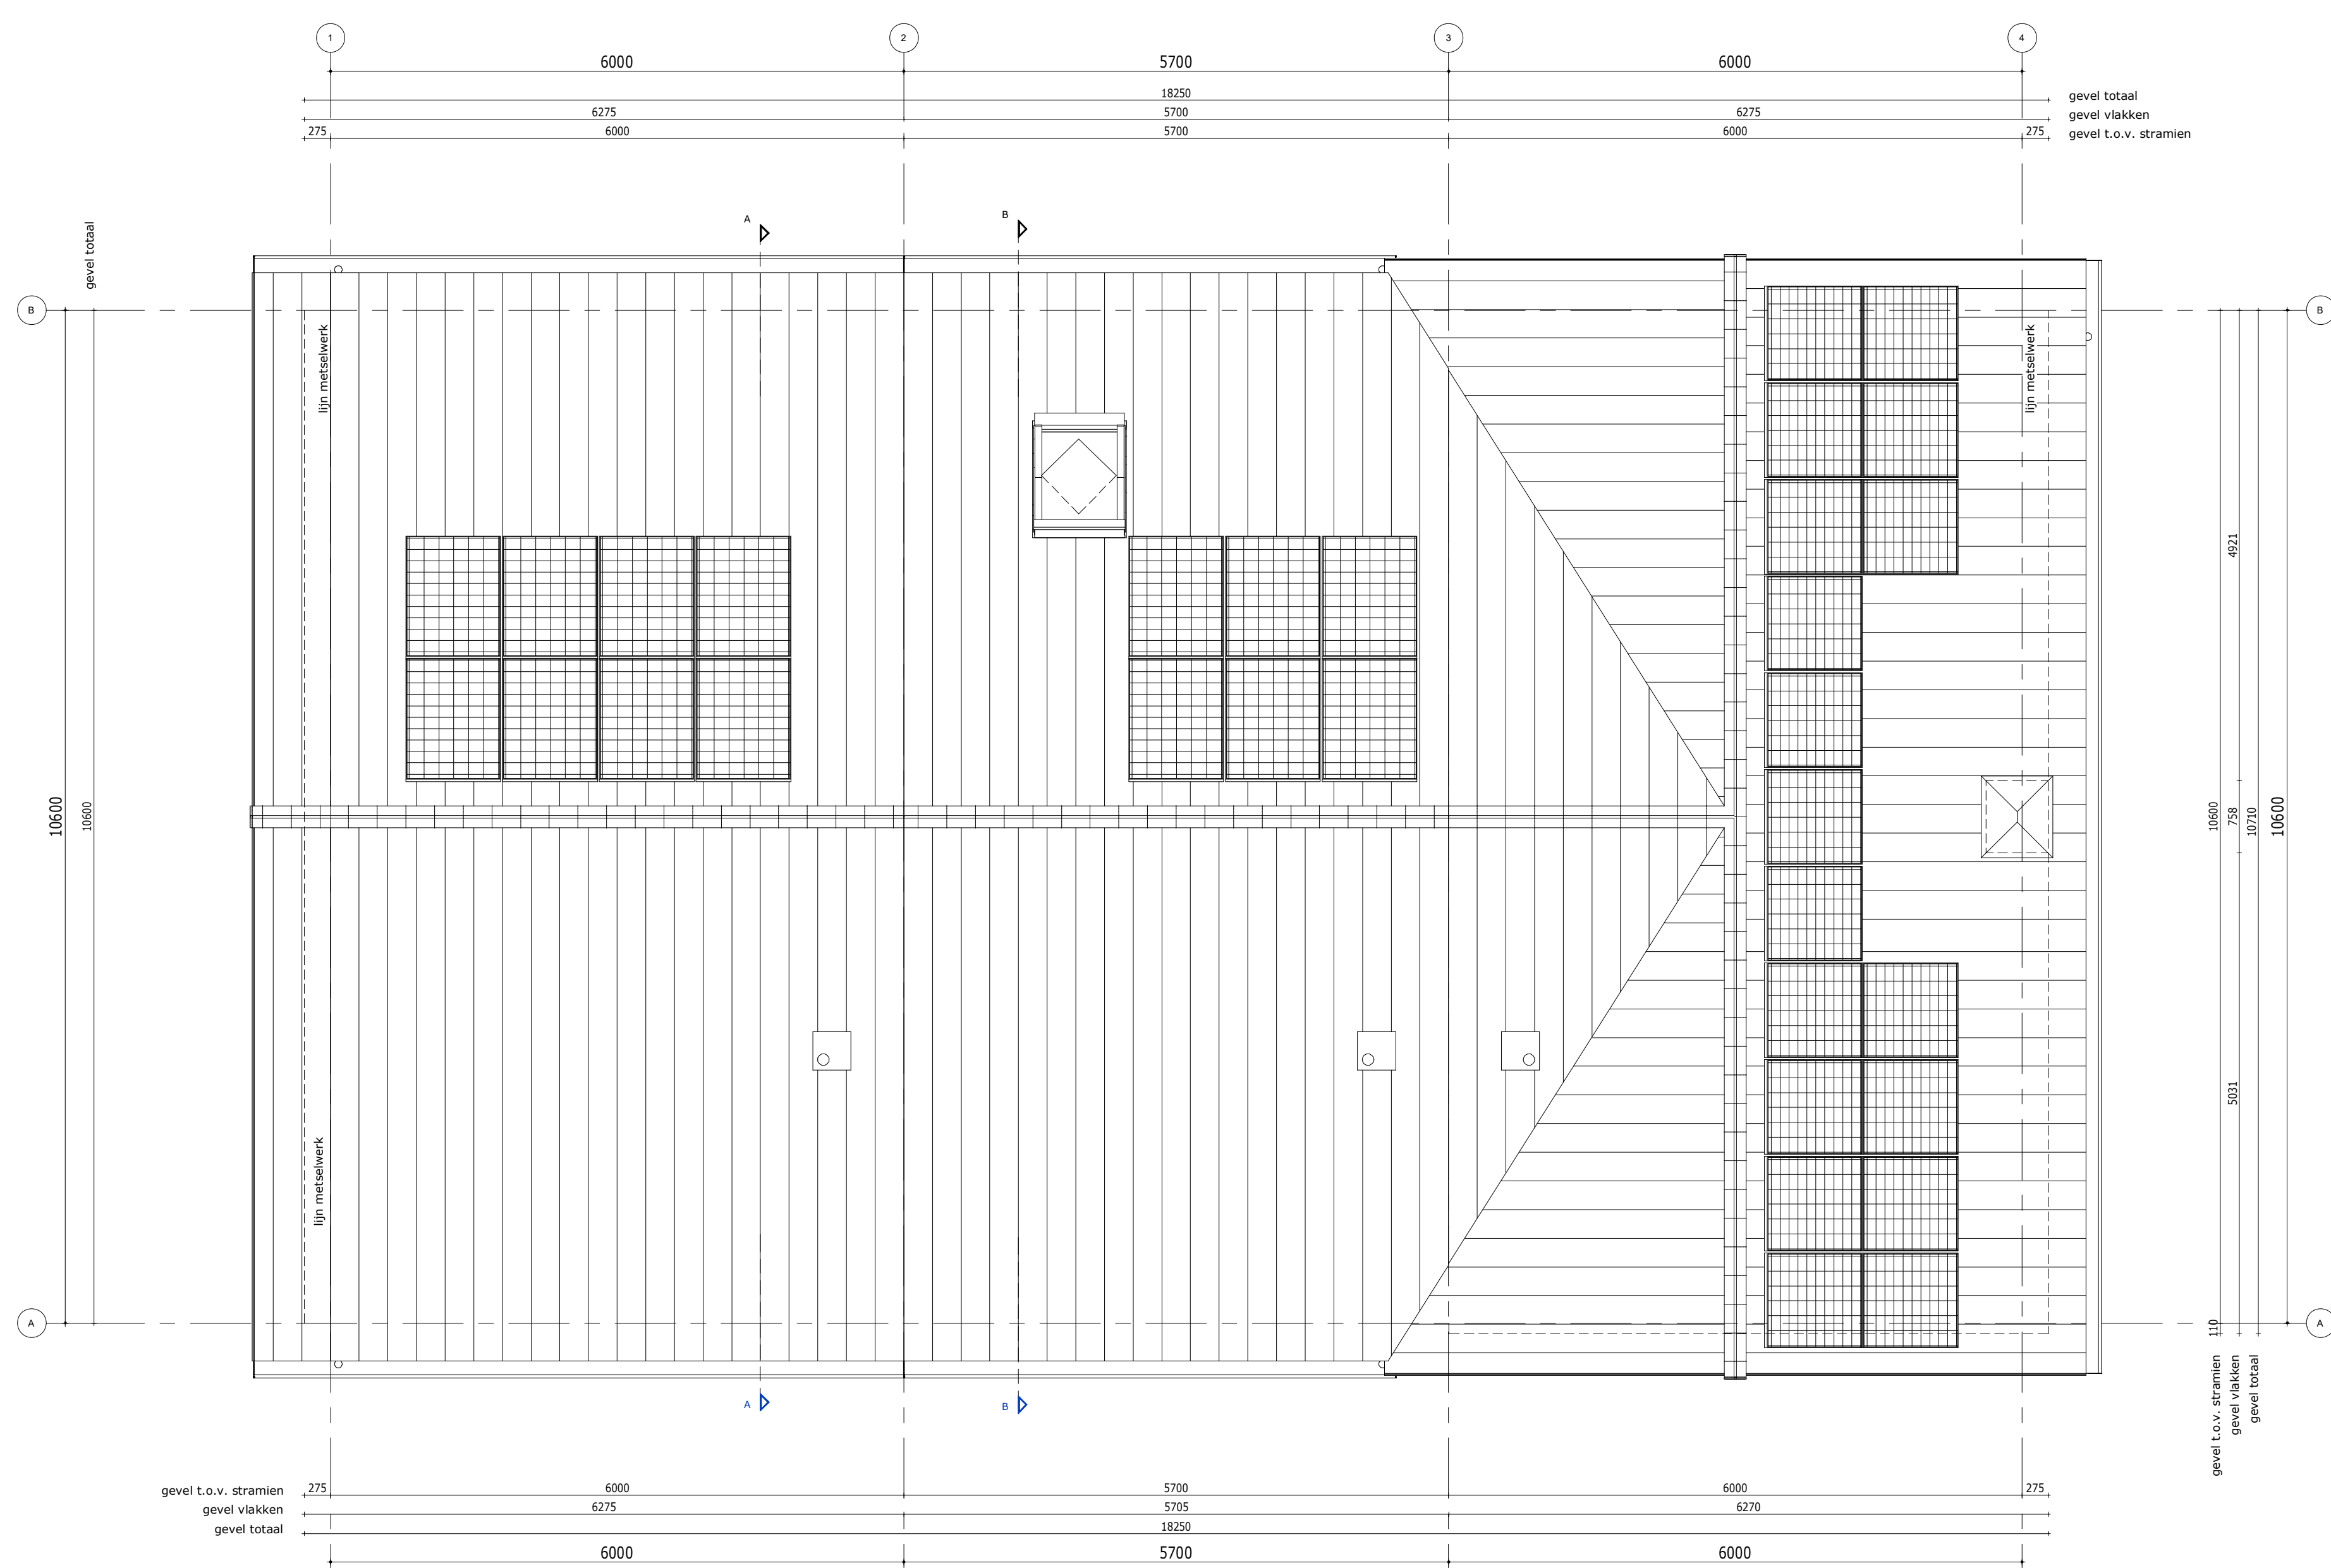 1 2 3 4
6000 5700 6000
18250 gevel totaal
6275 5700 6275 gevel vlakken
275 6000 5700 6000 275 gevel t.o.v. stramien
A B
gevel totaal
B B
lijn metselwerk lijn metselwerk
4921
10600 10600 10600 758 10710 10600
5031
lijn metselwerk
A A
110
gevel t.o.v. stramien
gevel vlakken
gevel totaal
A B
gevel t.o.v. stramien 275 6000 5700 6000 275
gevel vlakken 6275 5705 6270
gevel totaal 18250
6000 5700 6000